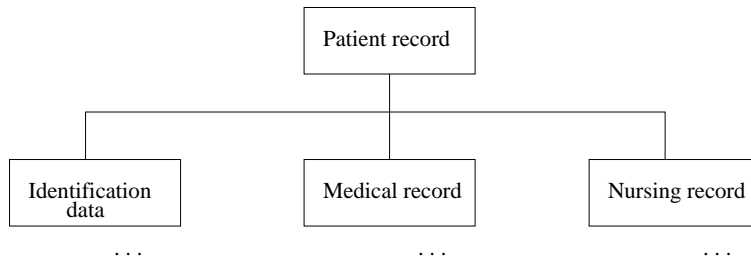 Patient record
Identification
data
Medical record
Nursing record
. . .
. . .
. . .